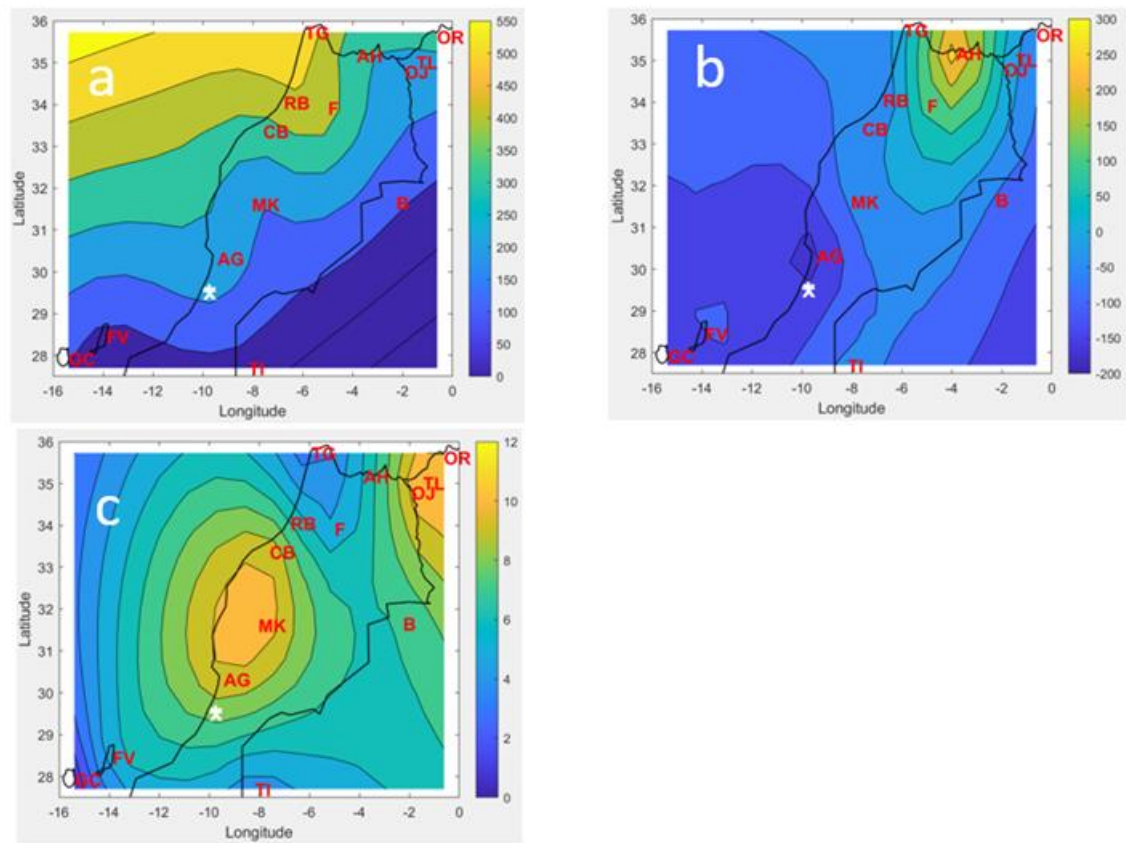 a
36
35
34
33
32
31
30
29
28
Latitude
-16 -14 -12 -10 -8 -6 -4 -2 0
Longitude
TG
OR
AH
TL
OJ
RB
F
CB
MK
B
AG
FV
GC
TI
550
500
450
400
350
300
250
200
150
100
50
0
b
36
35
34
33
32
31
30
29
28
Latitude
-16 -14 -12 -10 -8 -6 -4 -2 0
Longitude
TG
OR
AH
TL
OJ
RB
F
CB
MK
B
AG
FV
GC
TI
300
250
200
150
100
50
0
-50
-100
-150
-200
c
36
35
34
33
32
31
30
29
28
Latitude
-16 -14 -12 -10 -8 -6 -4 -2 0
Longitude
TG
OR
AH
TL
OJ
RB
F
CB
MK
B
AG
FV
GC
TI
12
10
8
6
4
2
0